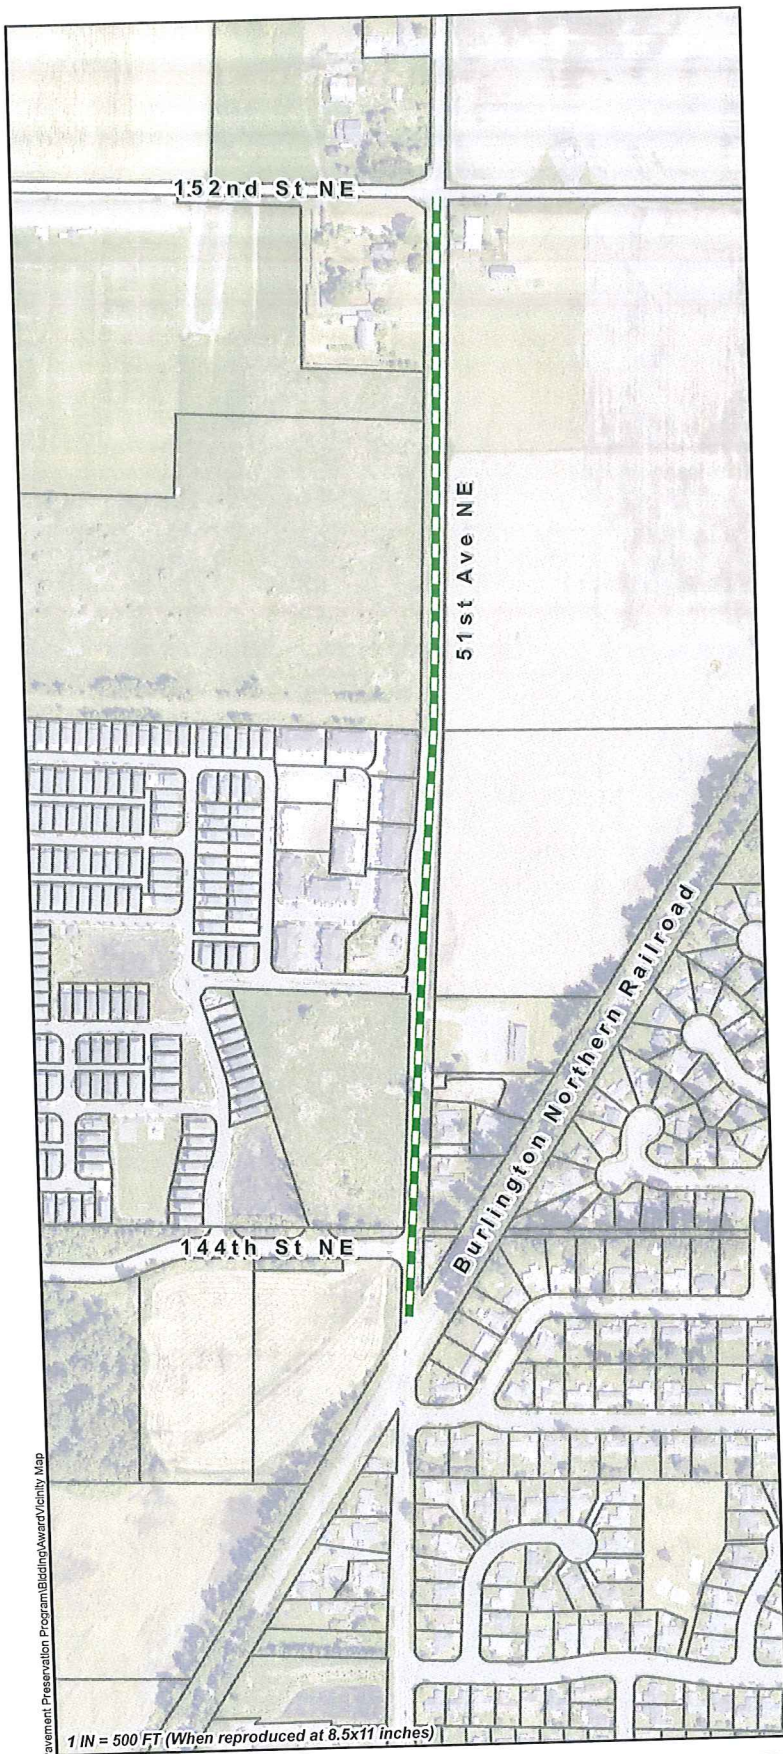 152nd St NE
51st Ave NE
Burlington Northern Railroad
144th St NE
avement Preservation Program\Bidding\Award\Vicinity Map
1 IN = 500 FT (When reproduced at 8.5x11 inches)